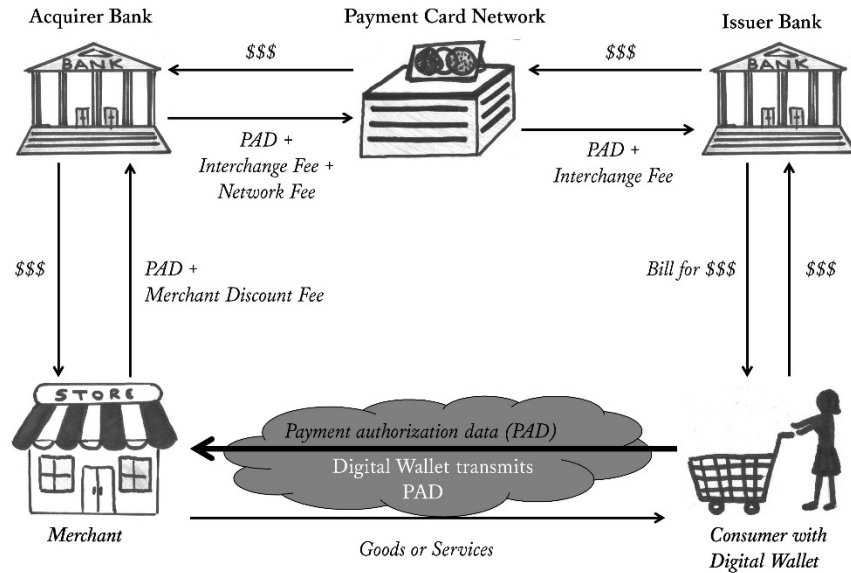 Acquirer Bank
Payment Card Network
Issuer Bank
$$$
$$$
BANK
BANK
PAD +
Interchange Fee +
Network Fee
PAD +
Interchange Fee
$$$
PAD +
Merchant Discount Fee
Bill for $$$
$$$
STORE
Payment authorization data (PAD)
Digital Wallet transmits
PAD
Merchant
Goods or Services
Consumer with
Digital Wallet